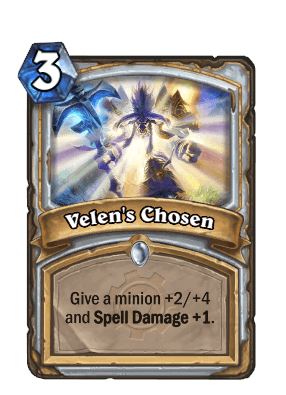 3
Velen's Chosen
Give a minion +2/+4
and Spell Damage +1.